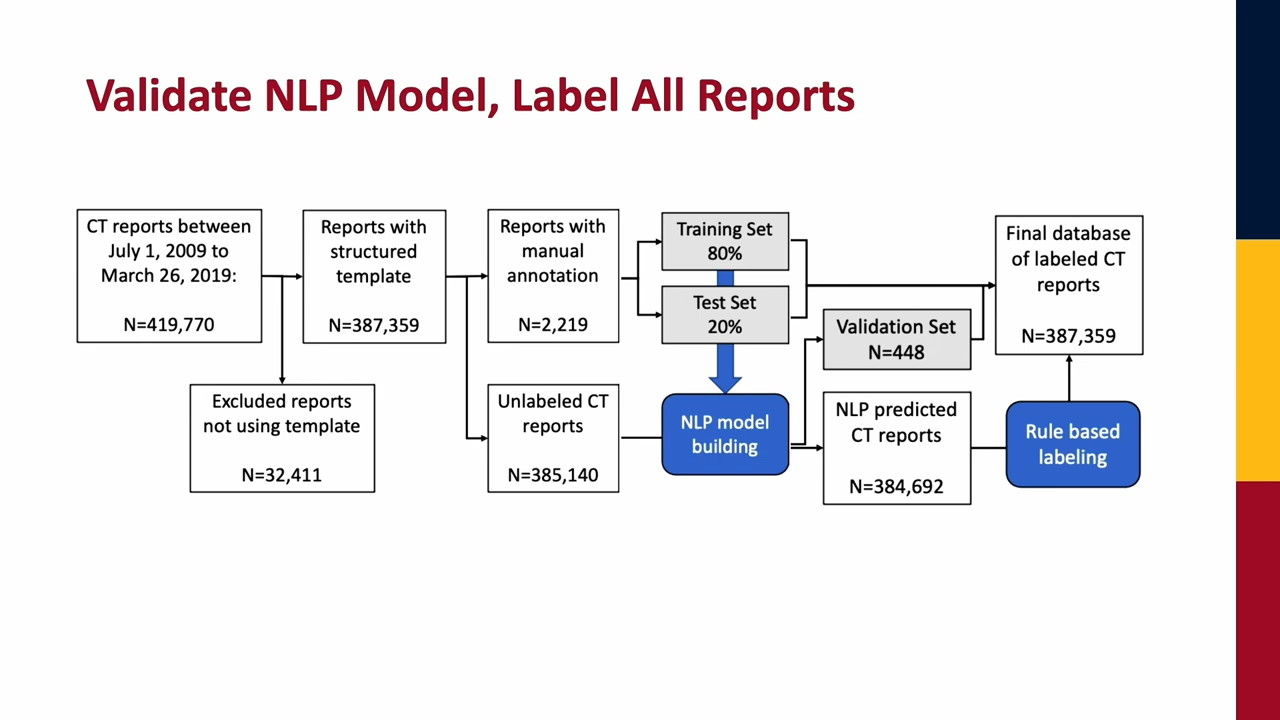 Validate NLP Model, Label All Reports
CT reports between
July 1, 2009 to
March 26, 2019:
N=419,770
Excluded reports
not using template
N=32,411
Reports with
structured
template
N=387,359
Reports with
manual
annotation
N=2,219
Unlabeled CT
reports
N=385,140
Training Set
80%
Test Set
20%
NLP model
building
Validation Set
N=448
NLP predicted
CT reports
N=384,692
Rule based
labeling
Final database
of labeled CT
reports
N=387,359